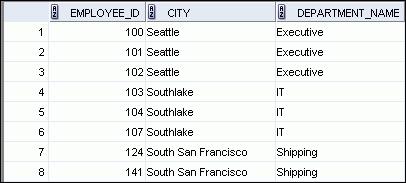 EMPLOYEE_ID CITY DEPARTMENT_NAME
1 100 Seattle Executive
2 101 Seattle Executive
3 102 Seattle Executive
4 103 Southlake IT
5 104 Southlake IT
6 107 Southlake IT
7 124 South San Francisco Shipping
8 141 South San Francisco Shipping